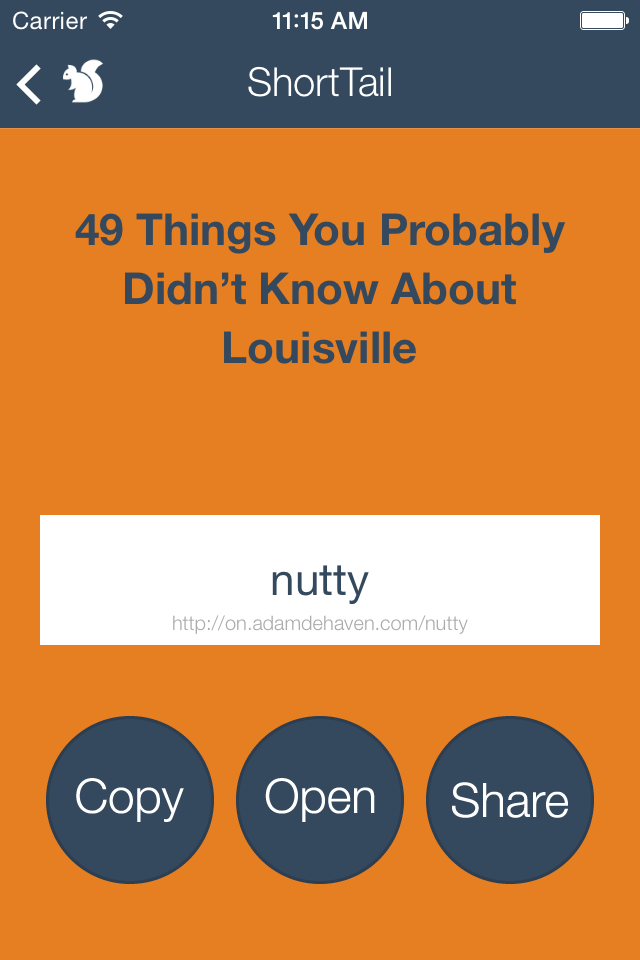 Carrier 11:15 AM
ShortTail
49 Things You Probably
Didn’t Know About
Louisville
nutty
http://on.adamdehaven.com/nutty
Copy Open Share